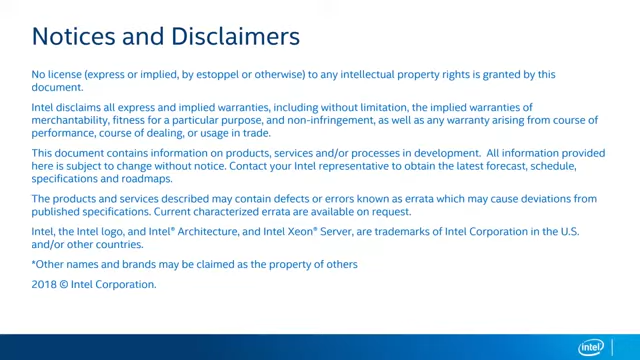 Notices and Disclaimers
No license (express or implied, by estoppel or otherwise) to any intellectual property rights is granted by this
document.
Intel disclaims all express and implied warranties, including without limitation, the implied warranties of
merchantability, fitness for a particular purpose, and non-infringement, as well as any warranty arising from course of
performance, course of dealing, or usage in trade.
This document contains information on products, services and/or processes in development.  All information provided
here is subject to change without notice. Contact your Intel representative to obtain the latest forecast, schedule,
specifications and roadmaps.
The products and services described may contain defects or errors known as errata which may cause deviations from
published specifications. Current characterized errata are available on request.
Intel, the Intel logo, and Intel® Architecture, and Intel Xeon® Server, are trademarks of Intel Corporation in the U.S.
and/or other countries.
*Other names and brands may be claimed as the property of others
2018 © Intel Corporation.
intel